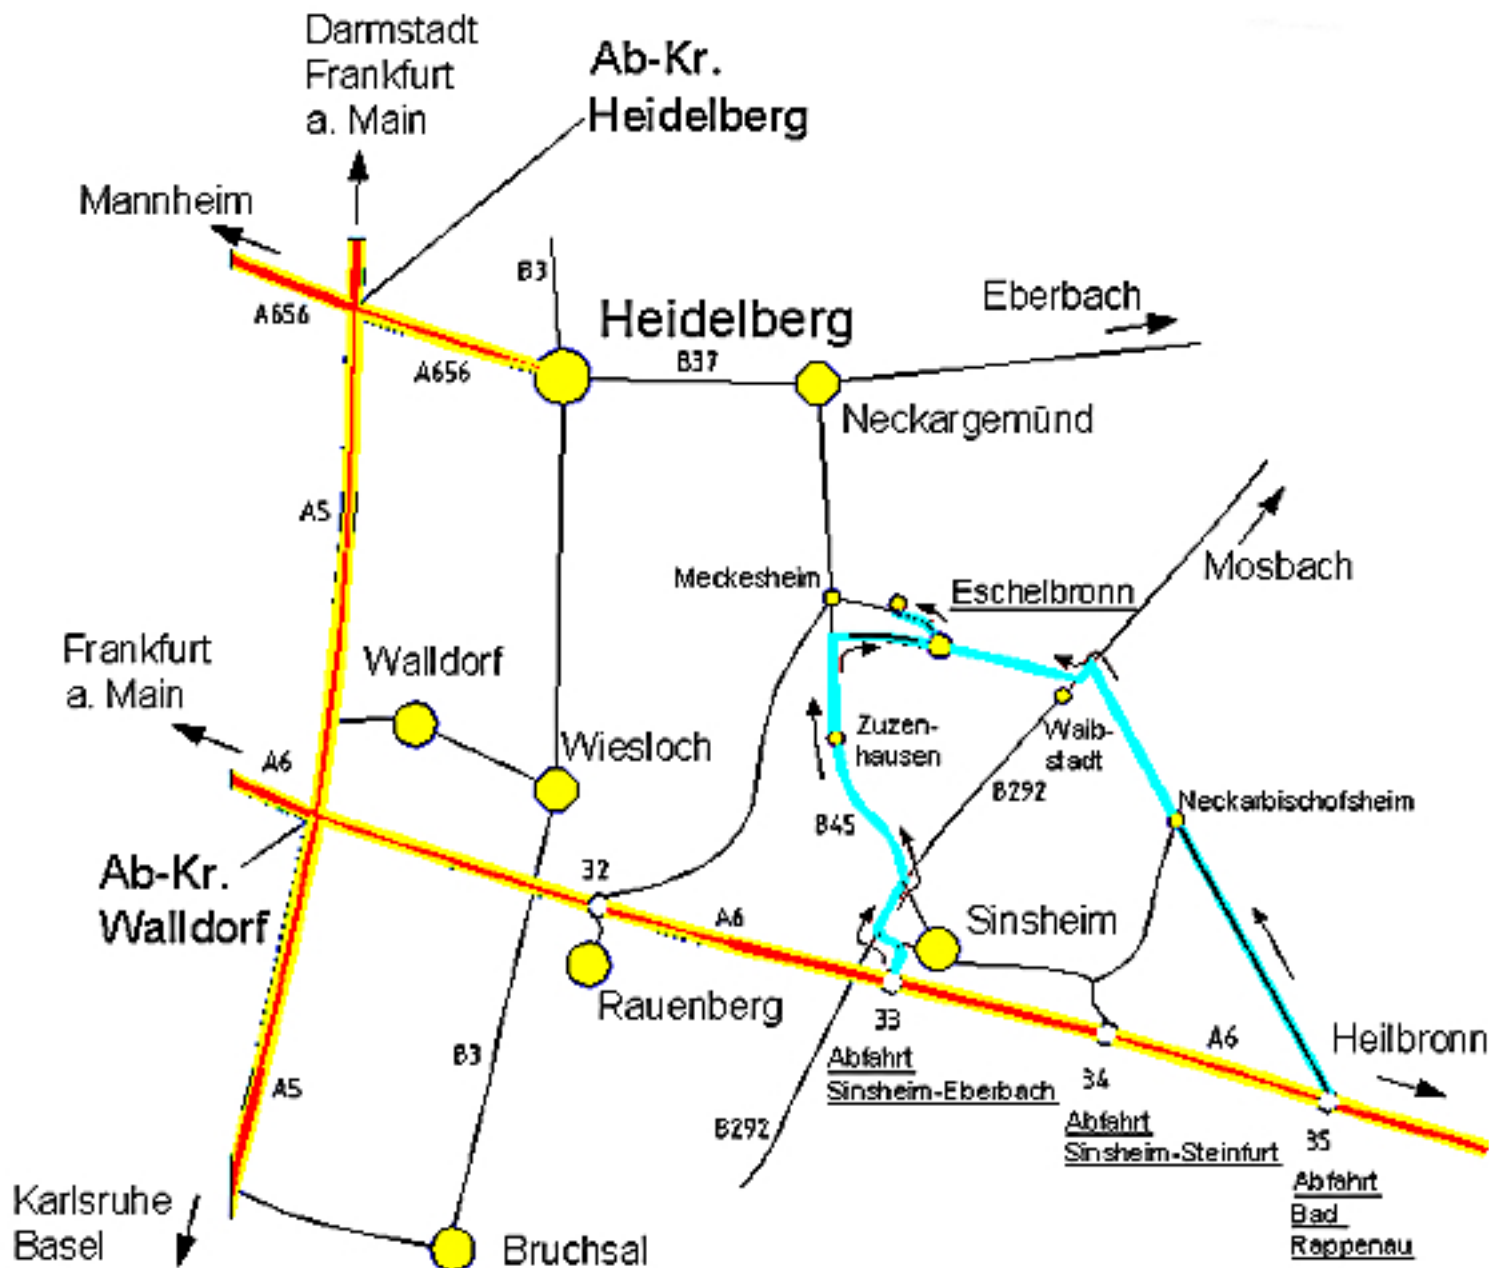 Darmstadt
Frankfurt
a. Main
Ab-Kr.
Heidelberg
Mannheim
B3
Eberbach
A656
Heidelberg
A656
B37
Neckargemünd
A5
Mosbach
Meckesheim
Eschelbronn
Frankfurt
a. Main
Walldorf
A6
Wiesloch
Zuzen-
hausen
Waib-
stadt
B292
Neckarbischofsheim
B45
Ab-Kr.
Walldorf
32
A6
Sinsheim
Rauenberg
33
Abfahrt
Sinsheim-Eberbach
34
Abfahrt
Sinsheim-Steinfurt
A6
Heilbronn
35
Abfahrt
Bad
Rappenau
B3
A5
B292
Karlsruhe
Basel
Bruchsal